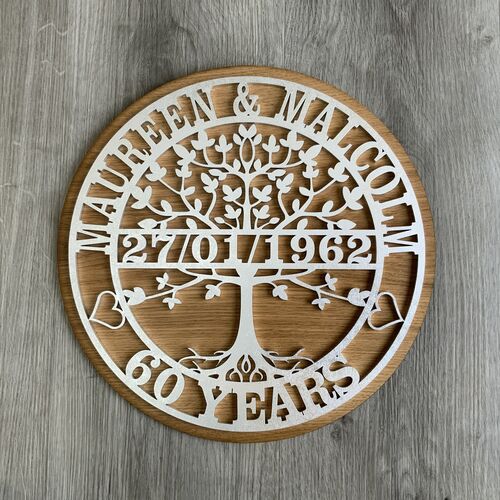 MAUREEN & MALCOLM
27/01/1962
60 YEARS